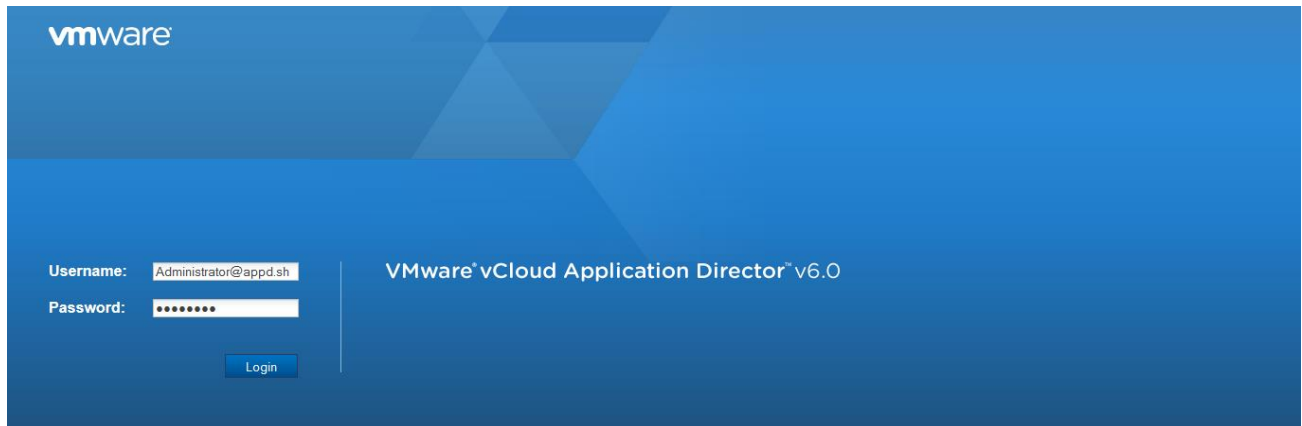 vmware
Username: Administrator@appd.sh
VMware® vCloud Application Director™ v6.0
Password: ••••••••
Login